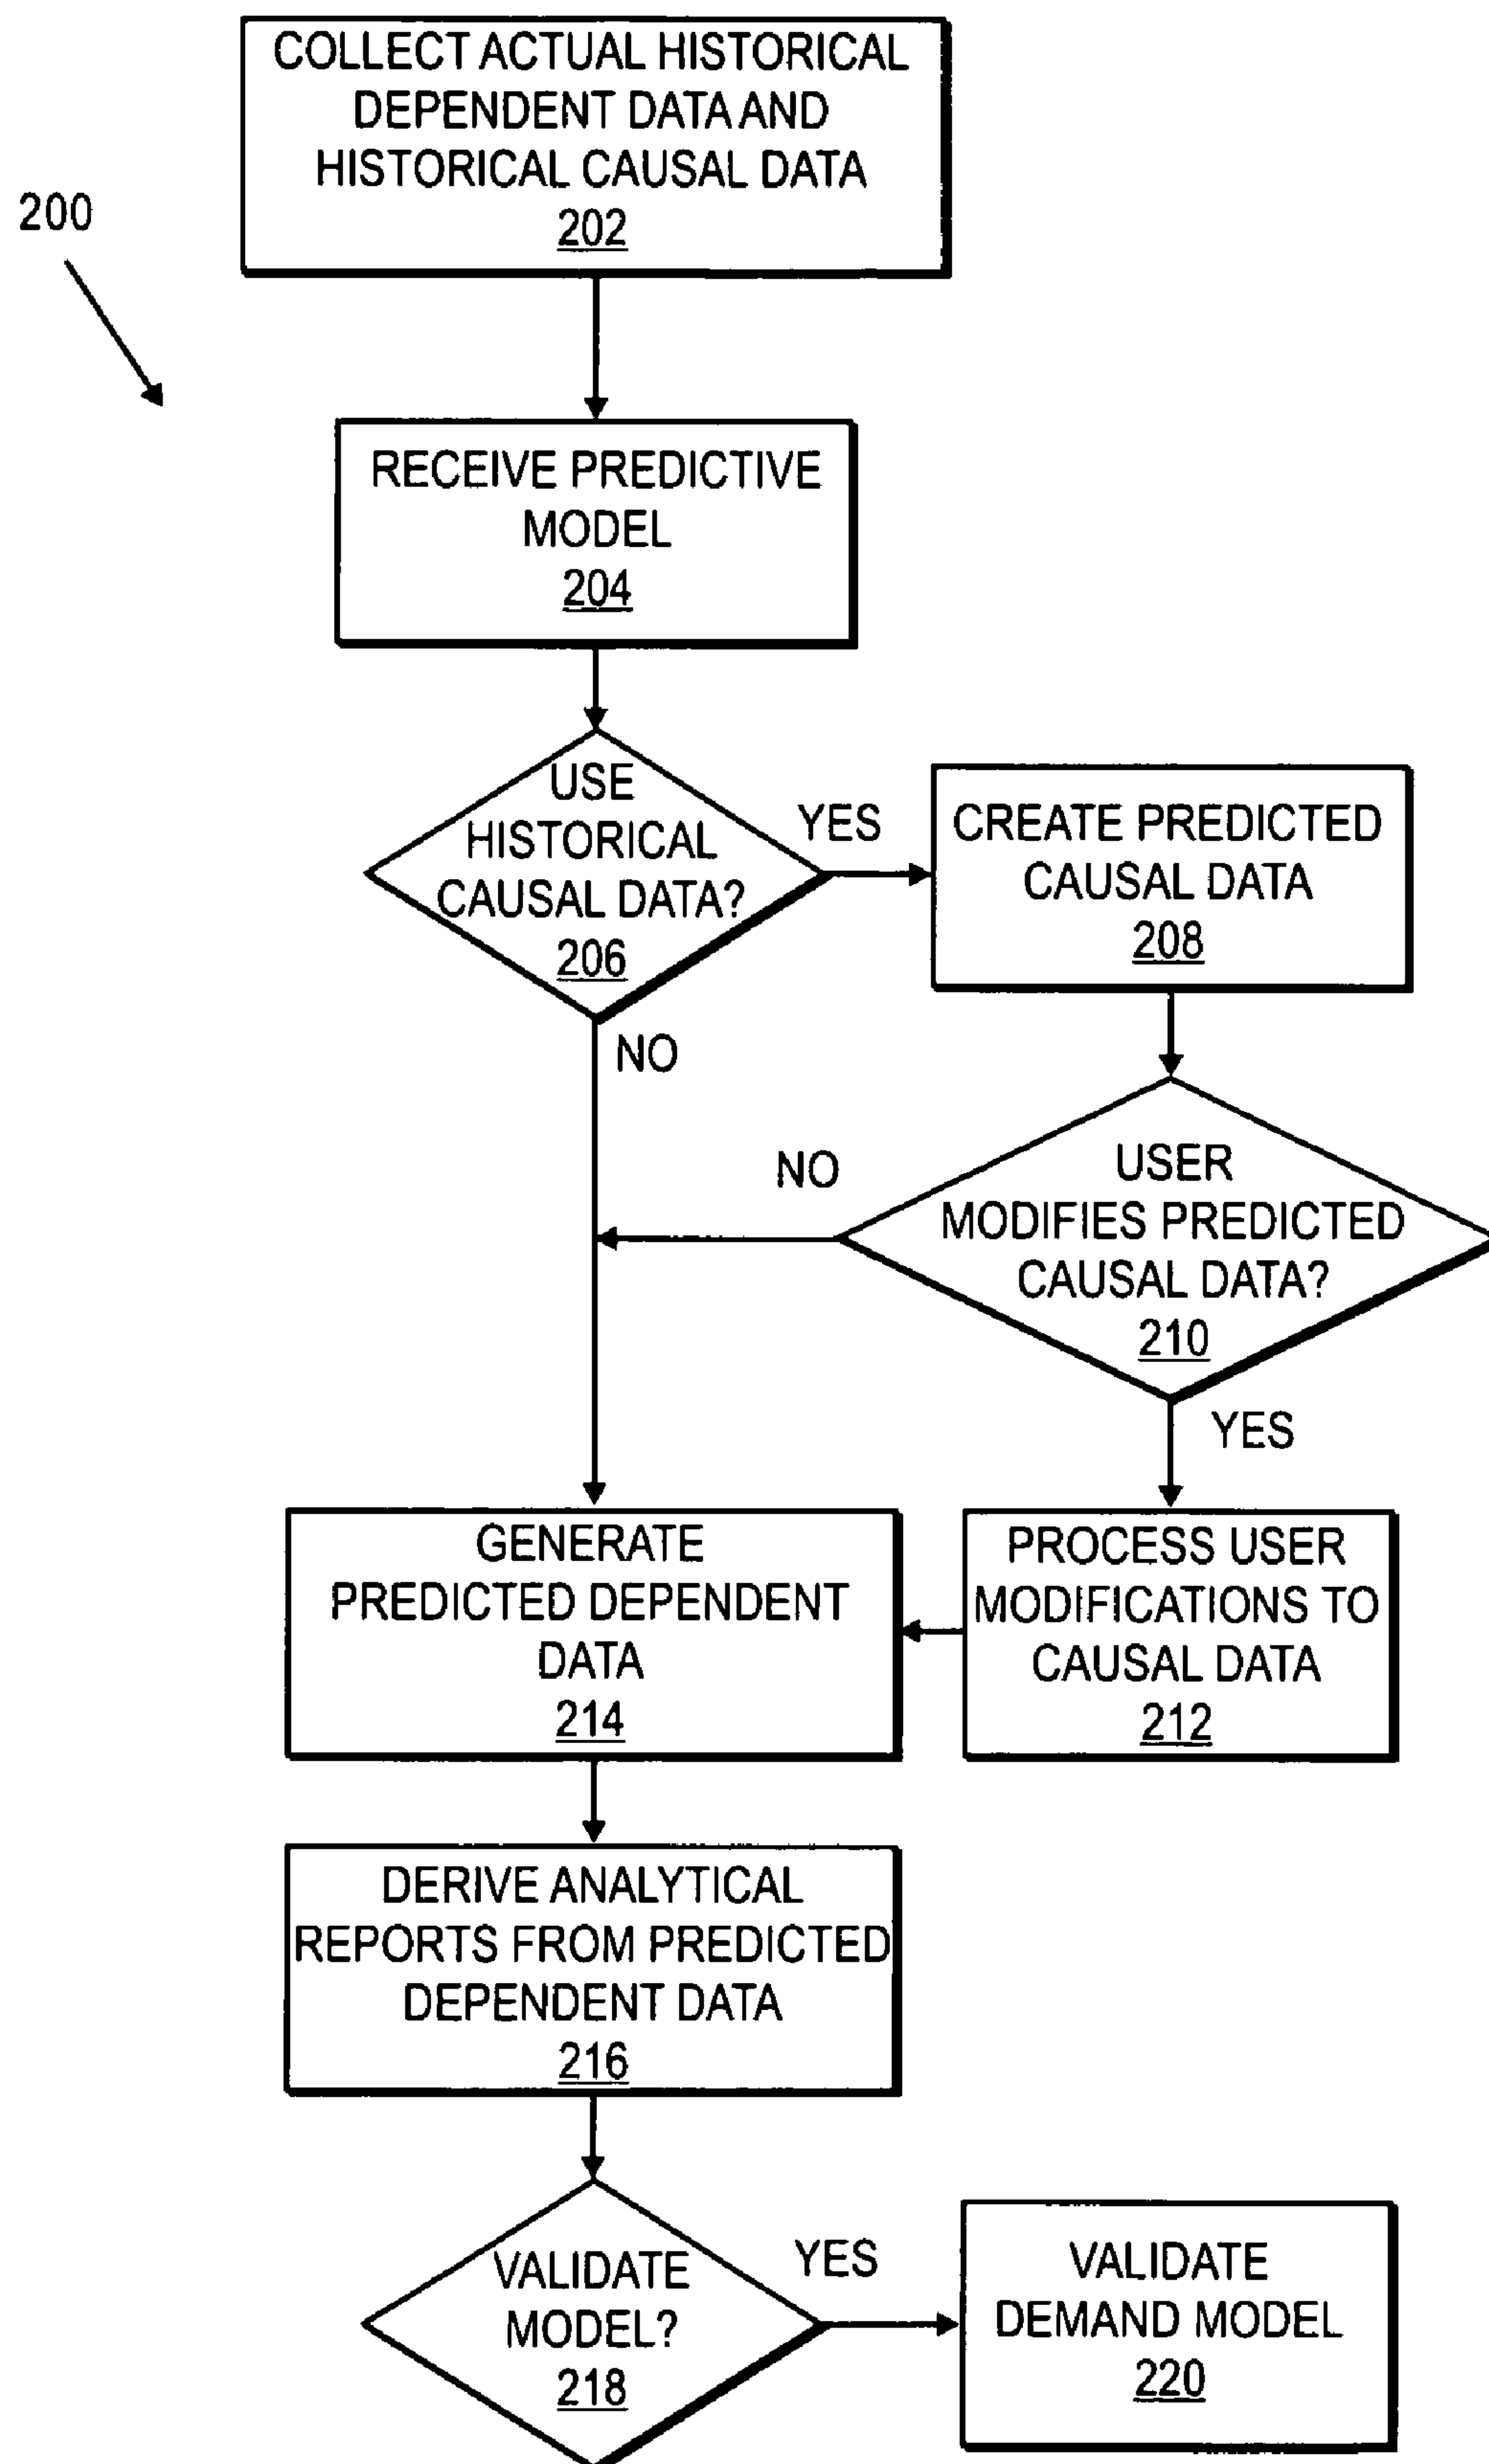 COLLECT ACTUAL HISTORICAL
DEPENDENT DATA AND
HISTORICAL CAUSAL DATA
202
200
RECEIVE PREDICTIVE
MODEL
204
USE
HISTORICAL
CAUSAL DATA?
206
YES
NO
CREATE PREDICTED
CAUSAL DATA
208
USER
MODIFIES PREDICTED
CAUSAL DATA?
210
NO
YES
PROCESS USER
MODIFICATIONS TO
CAUSAL DATA
212
GENERATE
PREDICTED DEPENDENT
DATA
214
DERIVE ANALYTICAL
REPORTS FROM PREDICTED
DEPENDENT DATA
216
VALIDATE
MODEL?
218
YES
VALIDATE
DEMAND MODEL
220